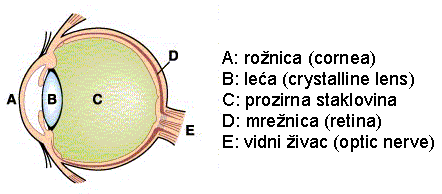 A
B
C
D
E
A: rožnica (cornea)
B: leća (crystalline lens)
C: prozirna staklovina
D: mrežnica (retina)
E: vidni živac (optic nerve)